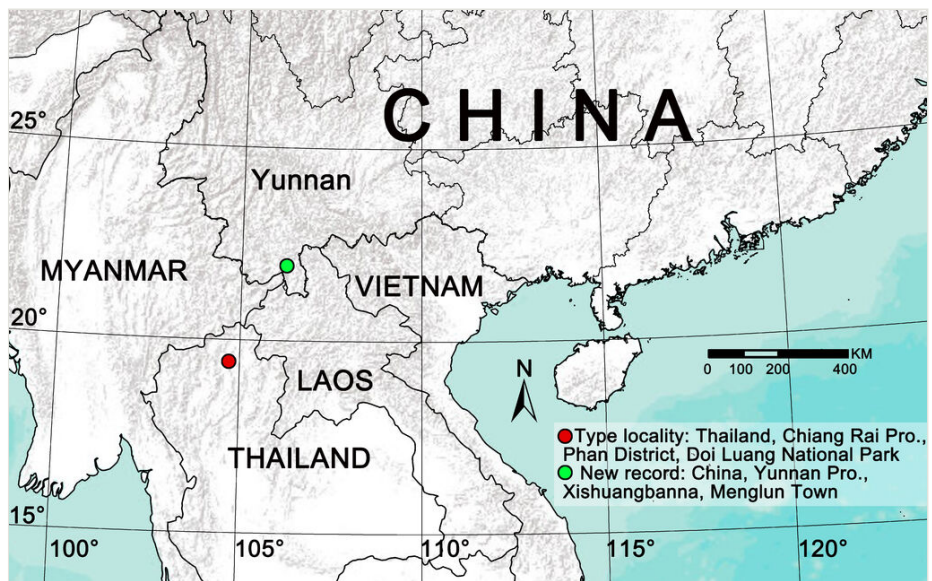 CHINA
25°
Yunnan
MYANMAR
VIETNAM
20°
N
KM
0 100 200 400
LAOS
THAILAND
Type locality: Thailand, Chiang Rai Pro.,
Phan District, Doi Luang National Park
New record: China, Yunnan Pro.,
Xishuangbanna, Menglun Town
15°
100° 105° 110° 115° 120°